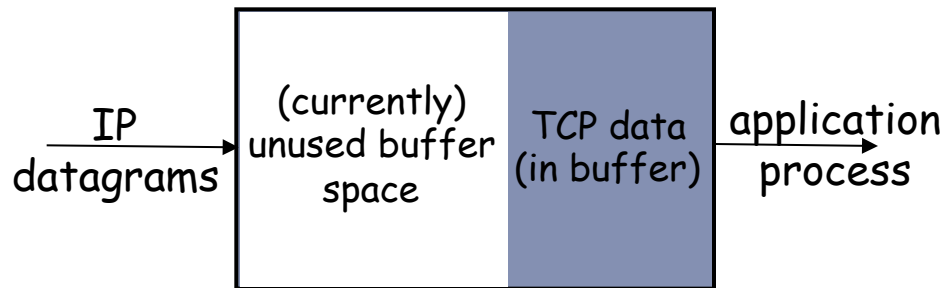 IP
datagrams
(currently)
unused buffer
space
TCP data
(in buffer)
application
process